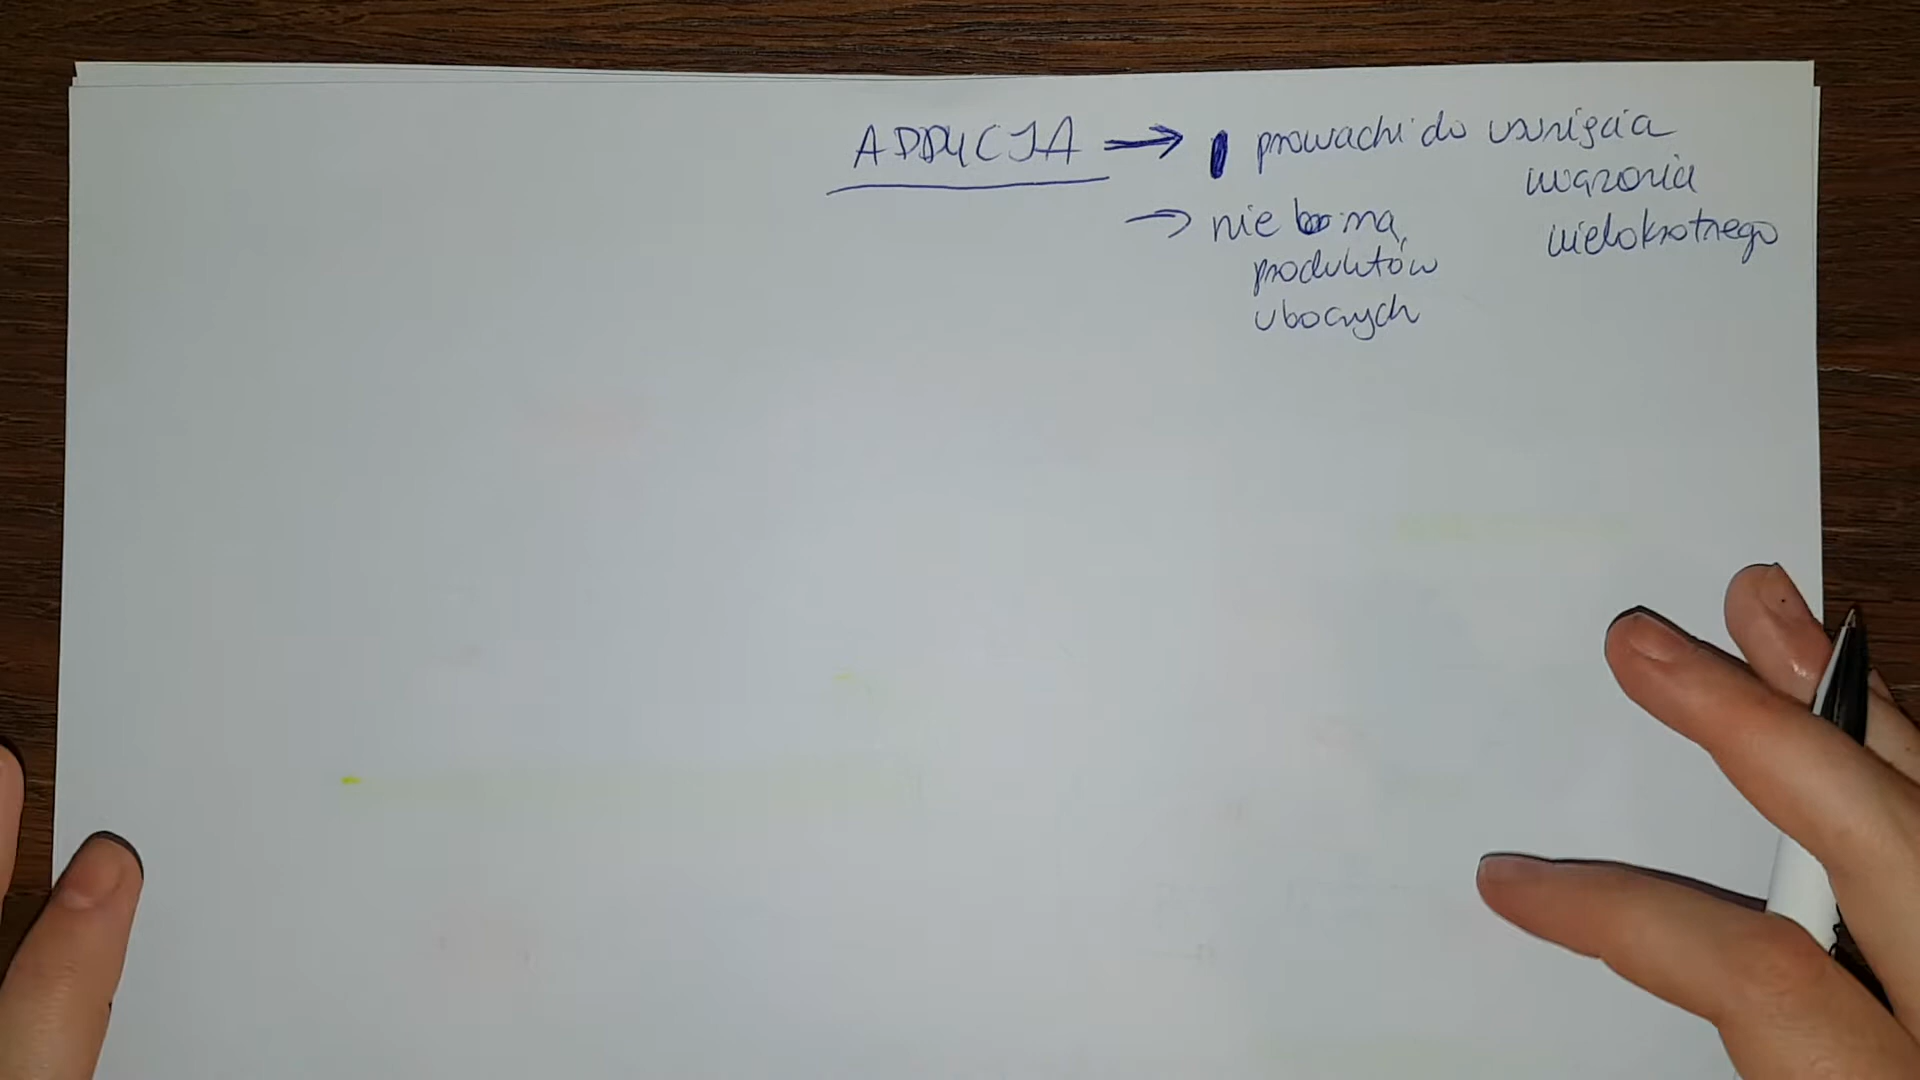 ADDYCJA → prowadzi do usunięcia
wiązania
wielokrotnego
→ nie ma
produktów
ubocznych